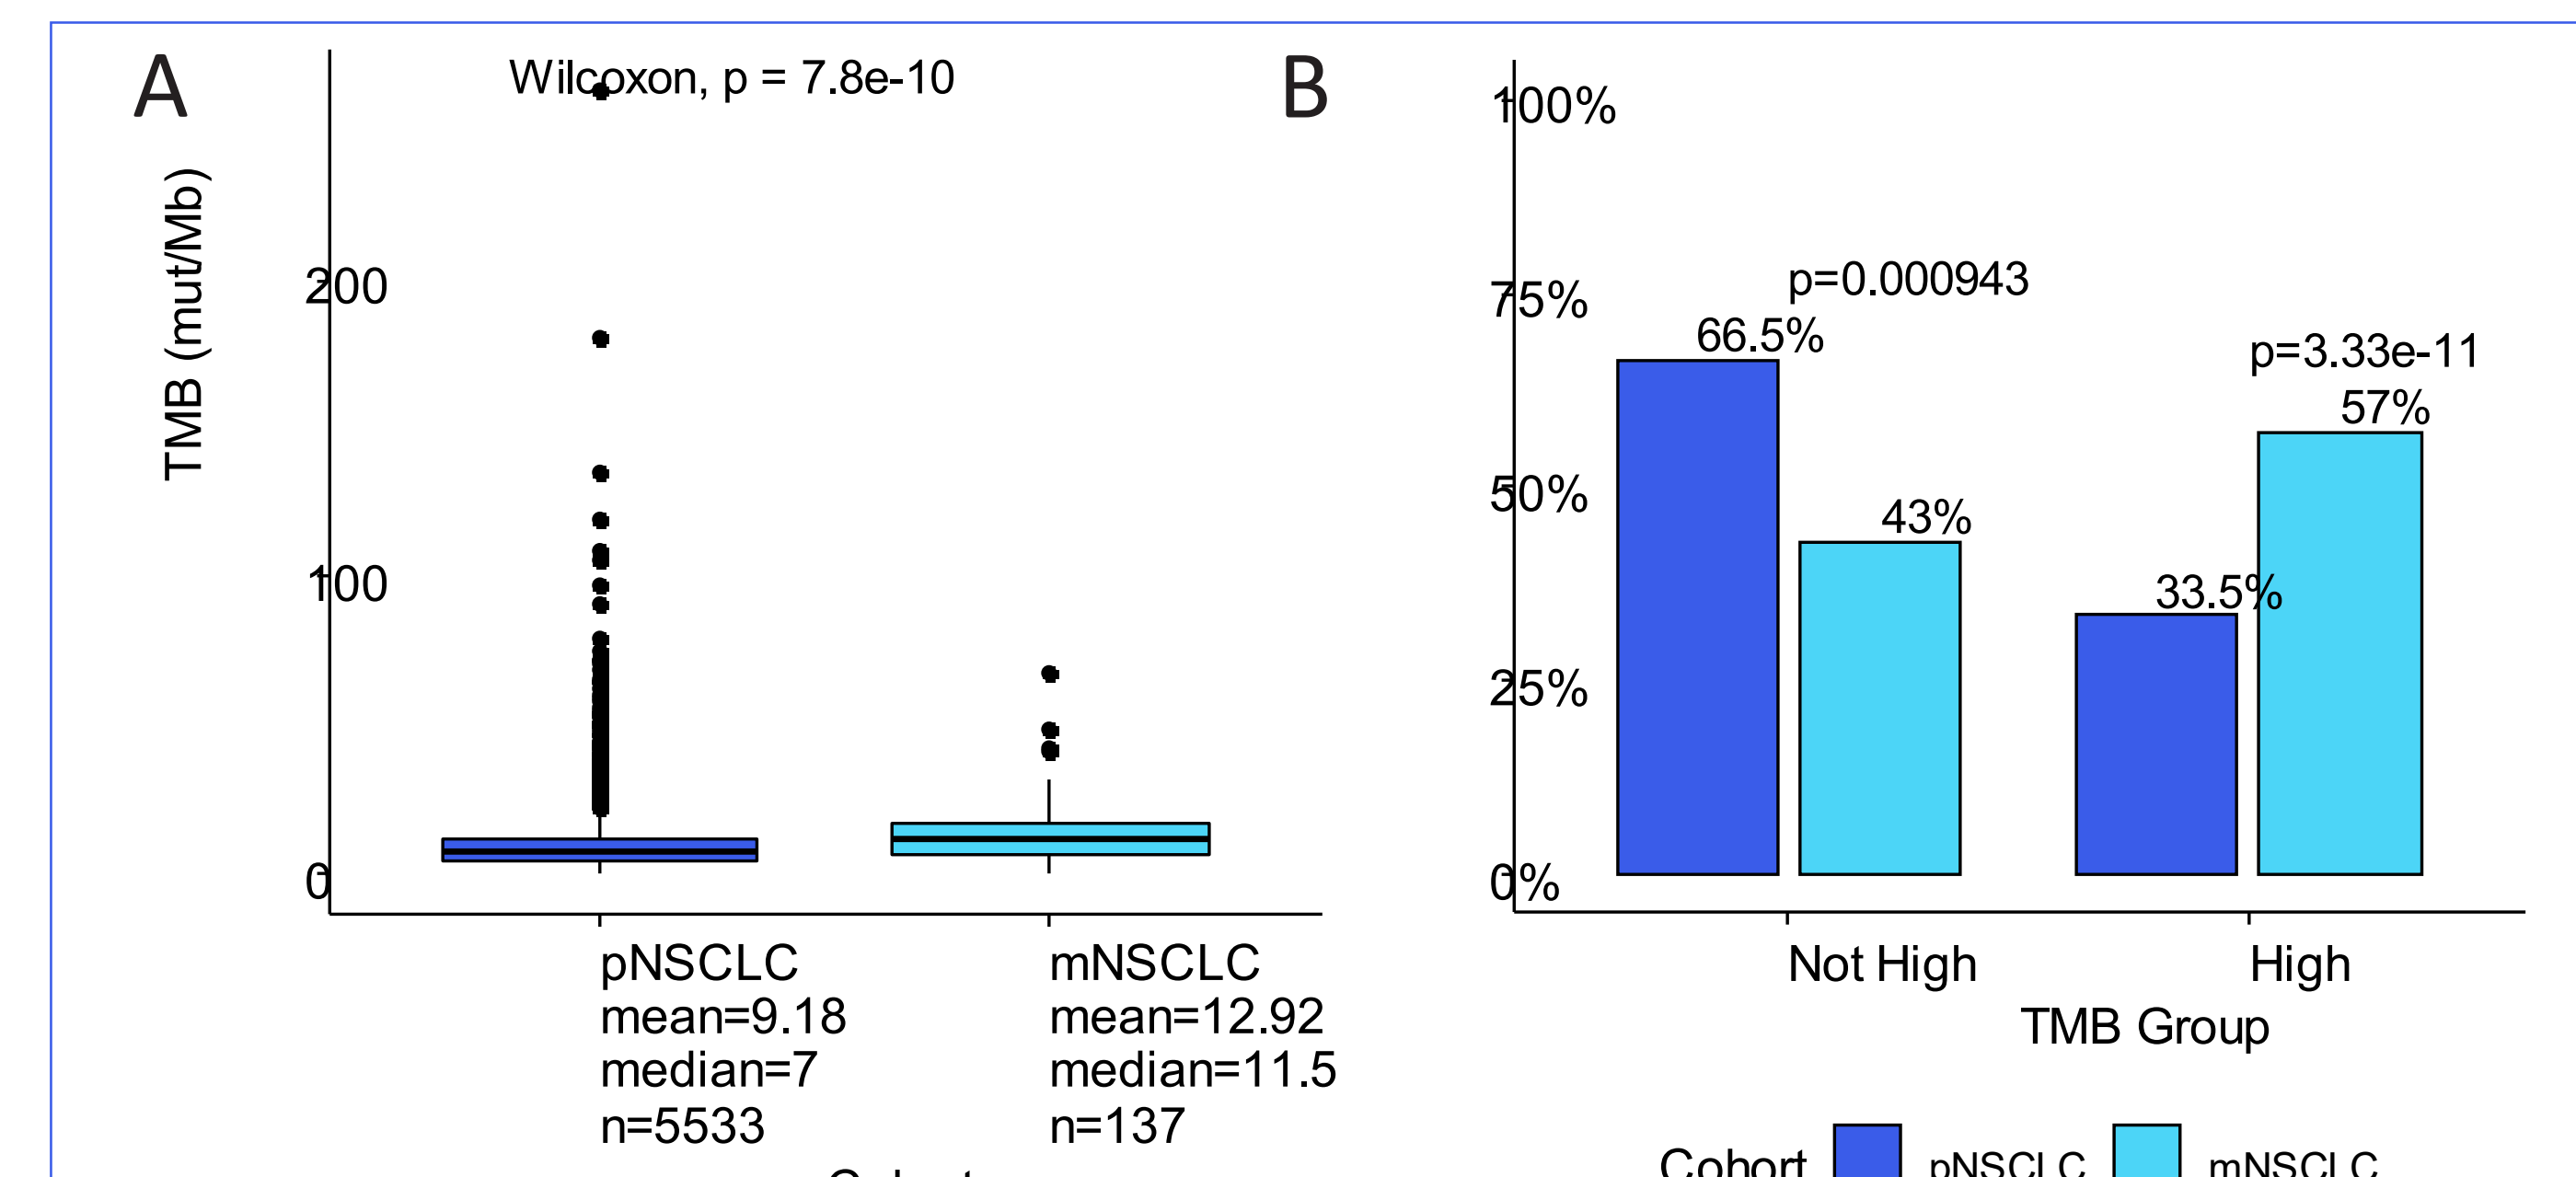 A
Wilcoxon, p = 7.8e-10
TMB (mut/Mb)
200
100
0
pNSCLC
mean=9.18
median=7
n=5533
mNSCLC
mean=12.92
median=11.5
n=137
B
100%
75%
50%
25%
0%
p=0.000943
66.5%
43%
p=3.33e-11
57%
33.5%
Not High
High
TMB Group
Cohort pNSCLC mNSCLC